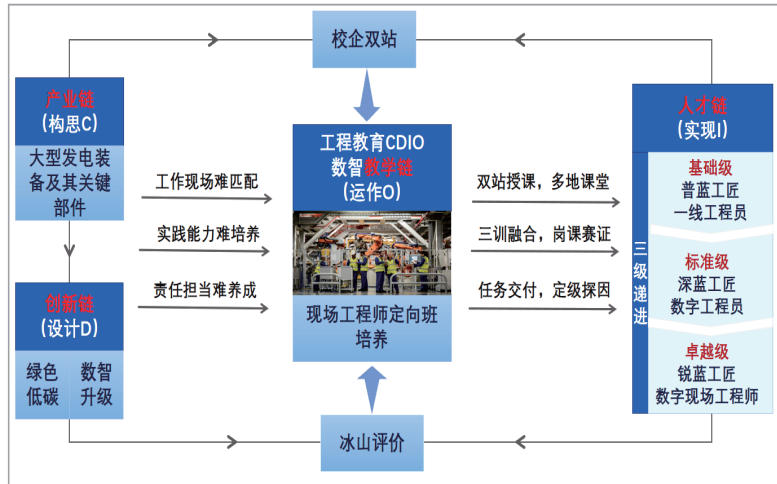 校企双站
产业链
(构思C)
大型发电装
备及其关键
部件
创新链
(设计D)
绿色
低碳
数智
升级
工作现场难匹配
实践能力难培养
责任担当难养成
工程教育CDIO
数智教学链
(运作O)
现场工程师定向班
培养
双站授课，多地课堂
三训融合，岗课赛证
任务交付，定级探因
人才链
(实现I)
三级递进
基础级
普蓝工匠
一线工程员
标准级
深蓝工匠
数字工程员
卓越级
锐蓝工匠
数字现场工程师
冰山评价